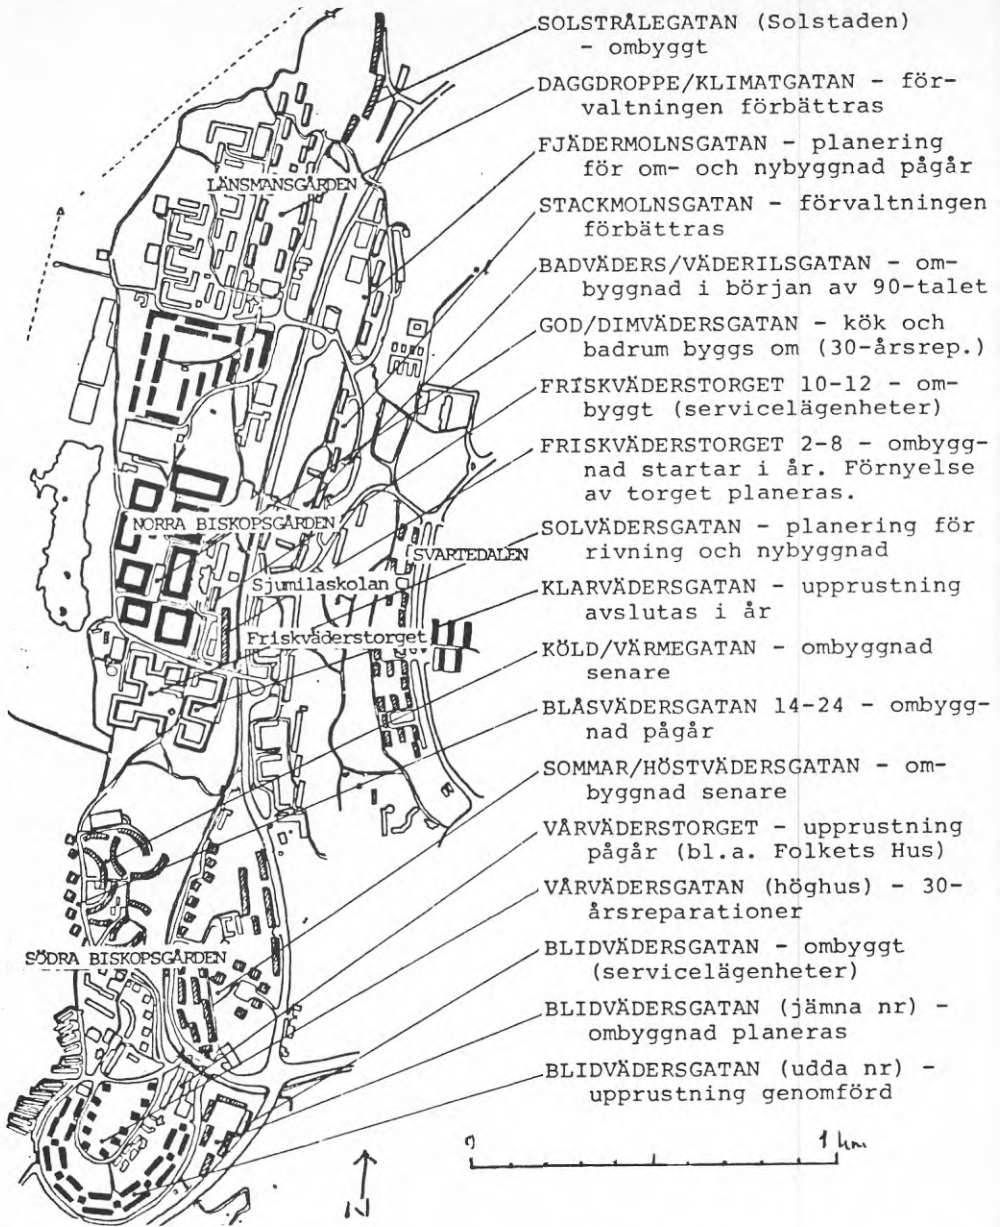 SOLSTRÅLEGATAN (Solstaden)
- ombyggt
DAGGDROPPE/KLIMATGATAN - för-
valtningen förbättras
FJÄDERMOLNSGATAN - planering
för om- och nybyggnad pågår
STACKMOLNSGATAN - förvaltningen
förbättras
BADVÄDERS/VÄDERILSGATAN - om-
byggnad i början av 90-talet
GOD/DIMVÄDERSGATAN - kök och
badrum byggs om (30-årsrep.)
FRISKVÄDERSTORGET 10-12 - om-
byggt (servicelägenheter)
FRISKVÄDERSTORGET 2-8 - ombygg-
nad startar i år. Förnyelse
av torget planeras.
SOLVÄDERSGATAN - planering för
rivning och nybyggnad
KLARVÄDERSGATAN - upprustning
avslutas i år
KÖLD/VÄRMEGATAN - ombyggnad
senare
BLÅSVÄDERSGATAN 14-24 - ombygg-
nad pågår
SOMMAR/HÖSTVÄDERSGATAN - om-
byggnad senare
VÅRVÄDERSTORGET - upprustning
pågår (bl.a. Folkets Hus)
VÅRVÄDERSGATAN (höghus) - 30-
årsreparationer
BLIDVÄDERSGATAN - ombyggt
(servicelägenheter)
BLIDVÄDERSGATAN (jämna nr) -
ombyggnad planeras
BLIDVÄDERSGATAN (udda nr) -
upprustning genomförd
LÄNSMANSGÅRDEN
NORRA BISKOPSGÅRDEN
SVARTEDALEN
Sjumilaskolan
Friskväderstorget
SÖDRA BISKOPSGÅRDEN
0 1 km
N